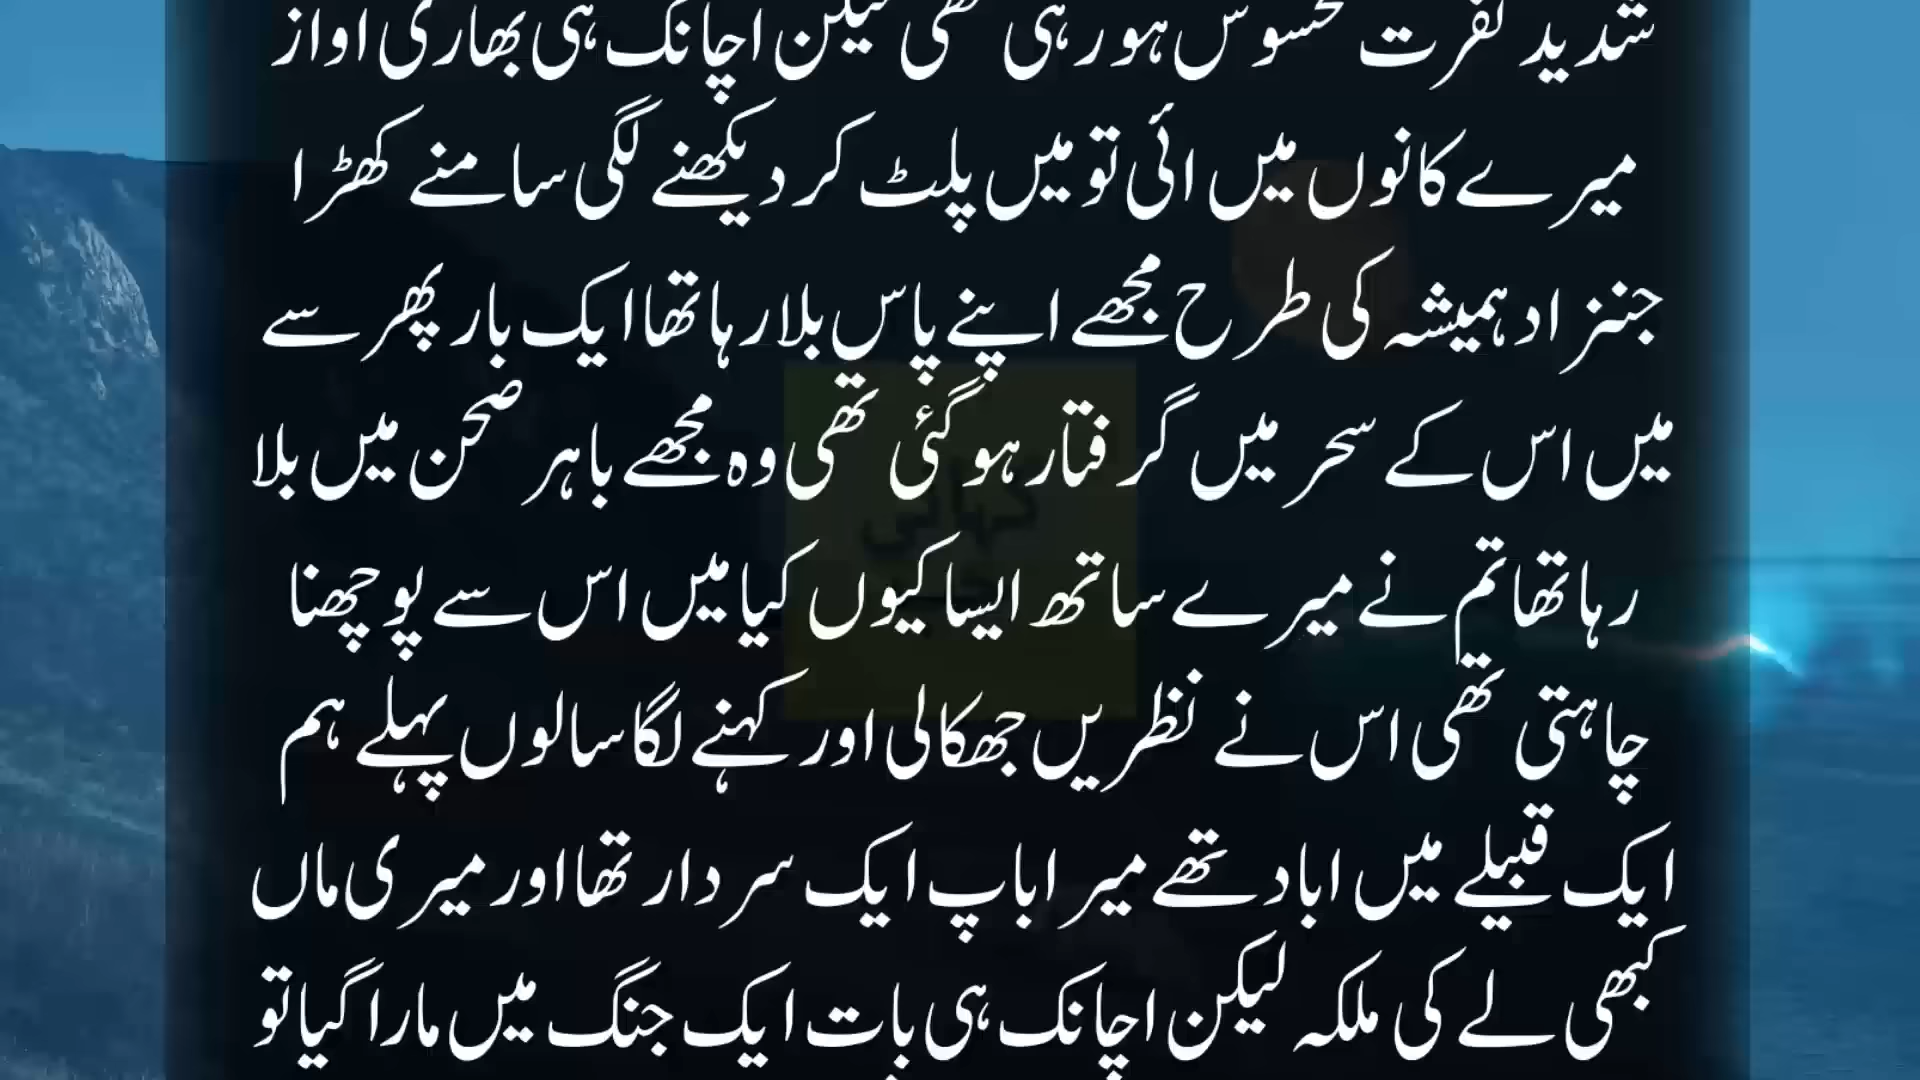 شدید نفرت محسوس ہو رہی تھی لیکن اچانک ہی بھاری اواز
میرے کانوں میں ائی تو میں پلٹ کر دیکھنے لگی سامنے کھڑا
جنزاد ہمیشہ کی طرح مجھے اپنے پاس بلا رہا تھا ایک بار پھر سے
میں اس کے سحر میں گرفتار ہو گئی تھی وہ مجھے باہر صحن میں بلا
رہا تھا تم نے میرے ساتھ ایسا کیوں کیا میں اس سے پوچھنا
چاہتی تھی اس نے نظریں جھکا لی اور کہنے لگا سالوں پہلے ہم
ایک قبیلے میں اباد تھے میرا باپ ایک سردار تھا اور میری ماں
کبھی لے کی ملکہ لیکن اچانک ہی بات ایک جنگ میں مارا گیا تو